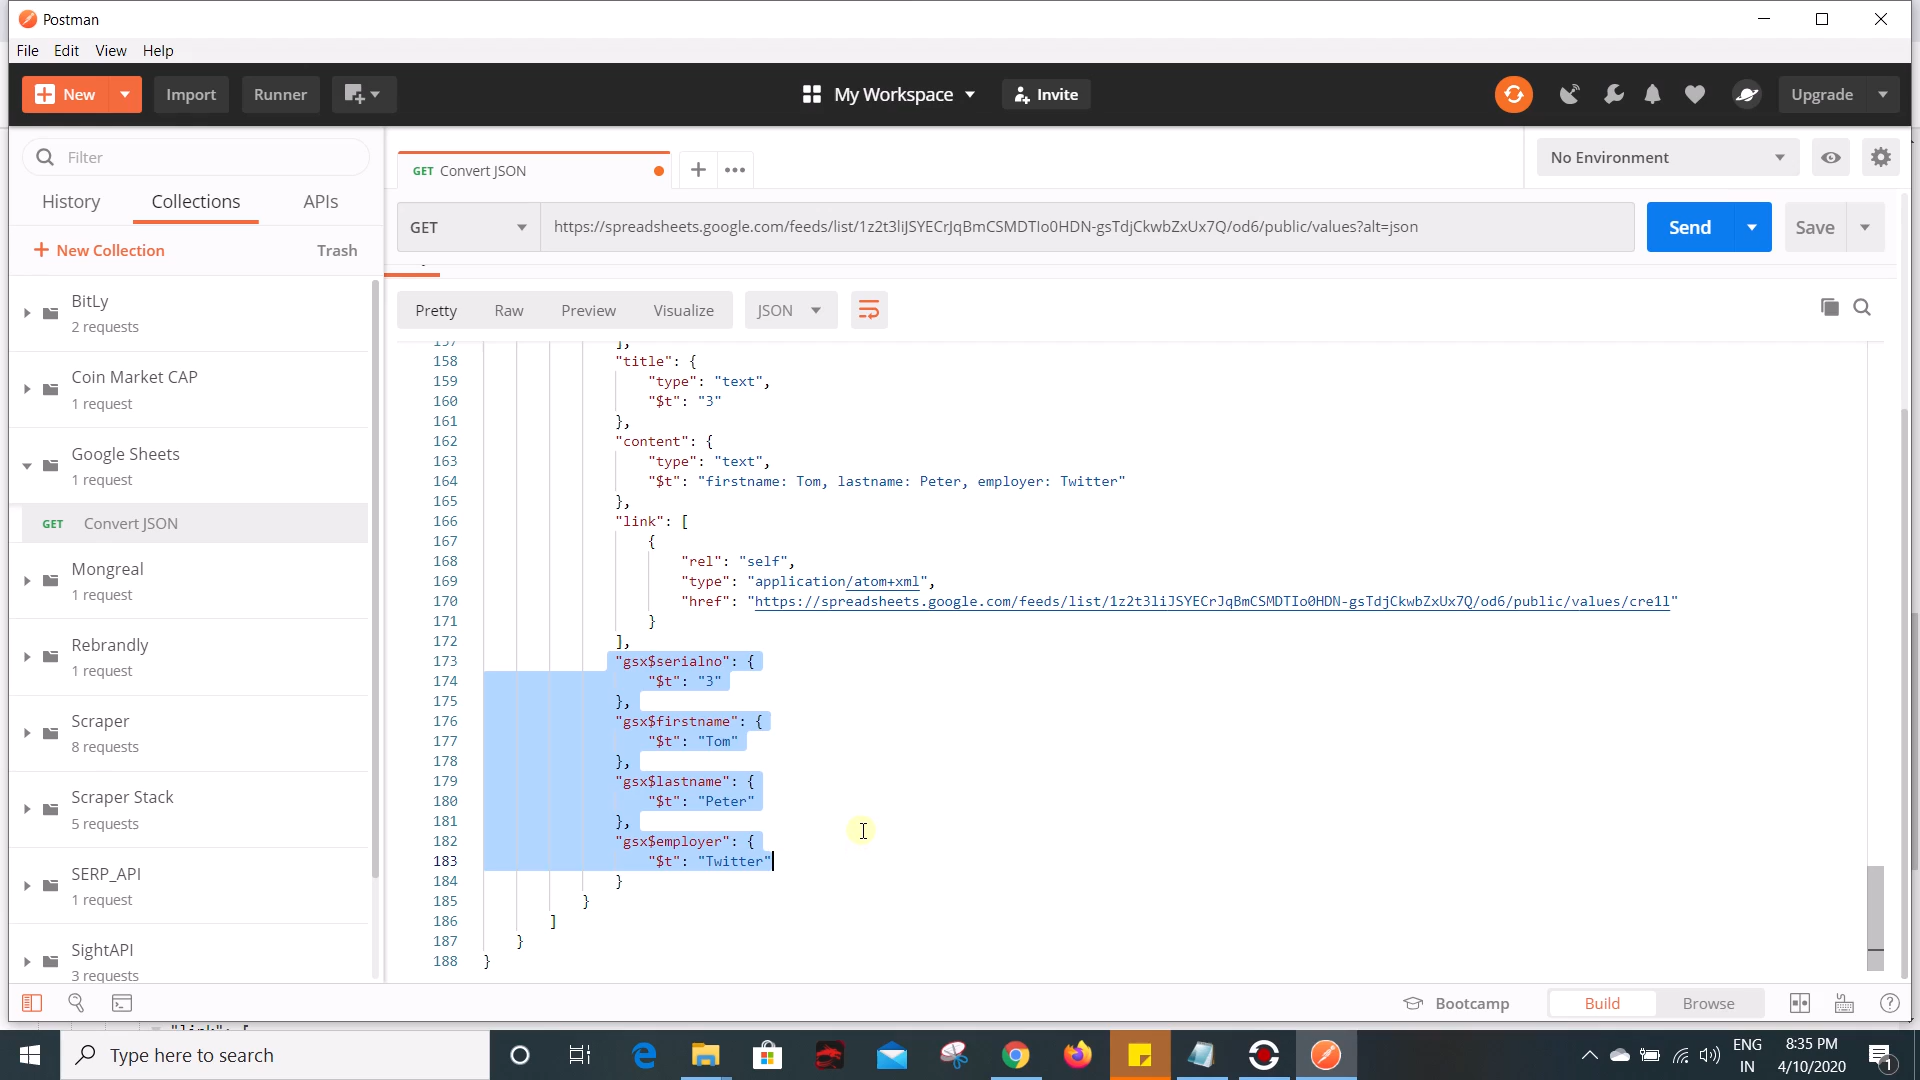 Postman
File Edit View Help
New Import Runner My Workspace Invite Upgrade
Filter
History Collections APIs
New Collection Trash
BitLy
2 requests
Coin Market CAP
1 request
Google Sheets
1 request
GET Convert JSON
Mongreal
1 request
Rebrandly
1 request
Scraper
8 requests
Scraper Stack
5 requests
SERP_API
1 request
SightAPI
3 requests
GET Convert JSON
No Environment
GET https://spreadsheets.google.com/feeds/list/1z2t3liJSYECrJqBmCSMDTIo0HDN-gsTdjCkwbZxUx7Q/od6/public/values?alt=json Send Save
Pretty Raw Preview Visualize JSON
157 ],
158 "title": {
159 "type": "text",
160 "$t": "3"
161 },
162 "content": {
163 "type": "text",
164 "$t": "firstname: Tom, lastname: Peter, employer: Twitter"
165 },
166 "link": [
167 {
168 "rel": "self",
169 "type": "application/atom+xml",
170 "href": "https://spreadsheets.google.com/feeds/list/1z2t3liJSYECrJqBmCSMDTIo0HDN-gsTdjCkwbZxUx7Q/od6/public/values/cre1l"
171 }
172 ],
173 "gsx$serialno": {
174 "$t": "3"
175 },
176 "gsx$firstname": {
177 "$t": "Tom"
178 },
179 "gsx$lastname": {
180 "$t": "Peter"
181 },
182 "gsx$employer": {
183 "$t": "Twitter"
184 }
185 }
186 ]
187 }
188 }
Bootcamp Build Browse
"link": [
Type here to search
ENG
IN
8:35 PM
4/10/2020
1